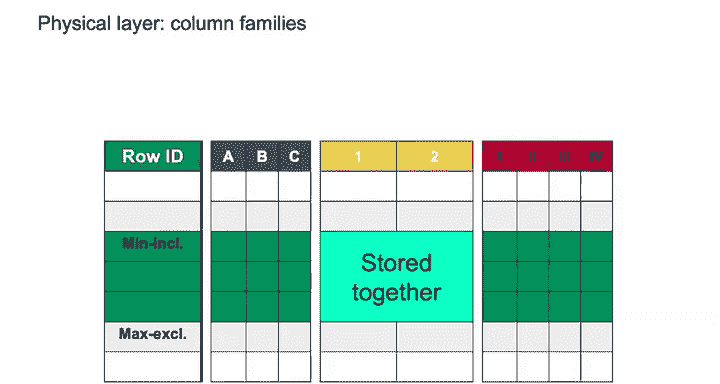 Physical layer: column families
Row ID A B C 1 2 I II III IV
Min-incl.
Stored
together
Max-excl.